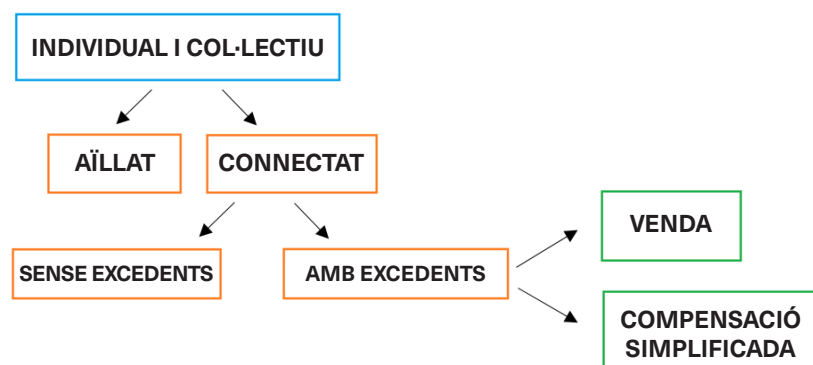 INDIVIDUAL I COL·LECTIU
AÏLLAT
CONNECTAT
VENDA
SENSE EXCEDENTS
AMB EXCEDENTS
COMPENSACIÓ
SIMPLIFICADA